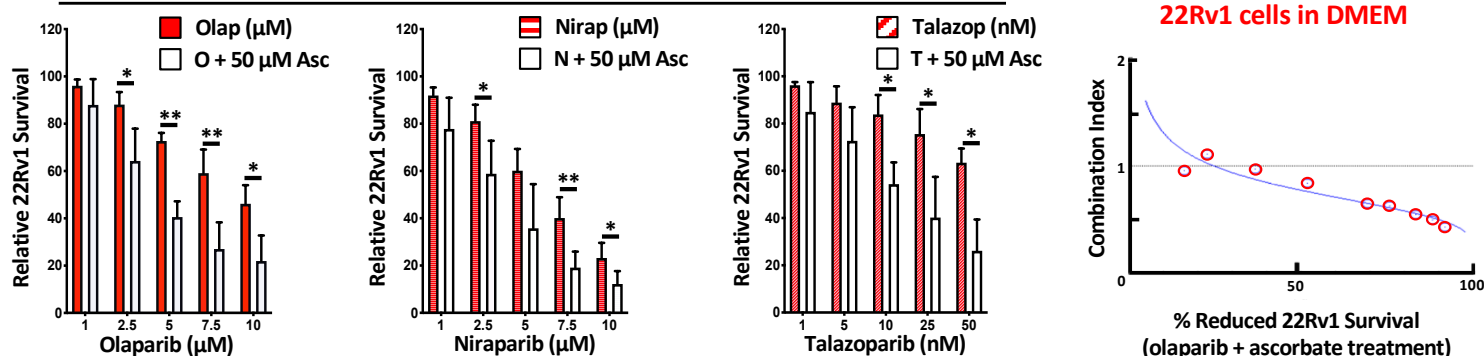 Olap (µM)
O + 50 µM Asc
Relative 22Rv1 Survival
120
100
80
60
40
20
0
*
**
**
*
1 2.5 5 7.5 10
Olaparib (µM)
Nirap (µM)
N + 50 µM Asc
Relative 22Rv1 Survival
120
100
80
60
40
20
0
*
**
*
1 2.5 5 7.5 10
Niraparib (µM)
Talazop (nM)
T + 50 µM Asc
Relative 22Rv1 Survival
120
100
80
60
40
20
0
*
*
*
1 5 10 25 50
Talazoparib (nM)
22Rv1 cells in DMEM
Combination Index
2
1
0
0 50 100
% Reduced 22Rv1 Survival
(olaparib + ascorbate treatment)